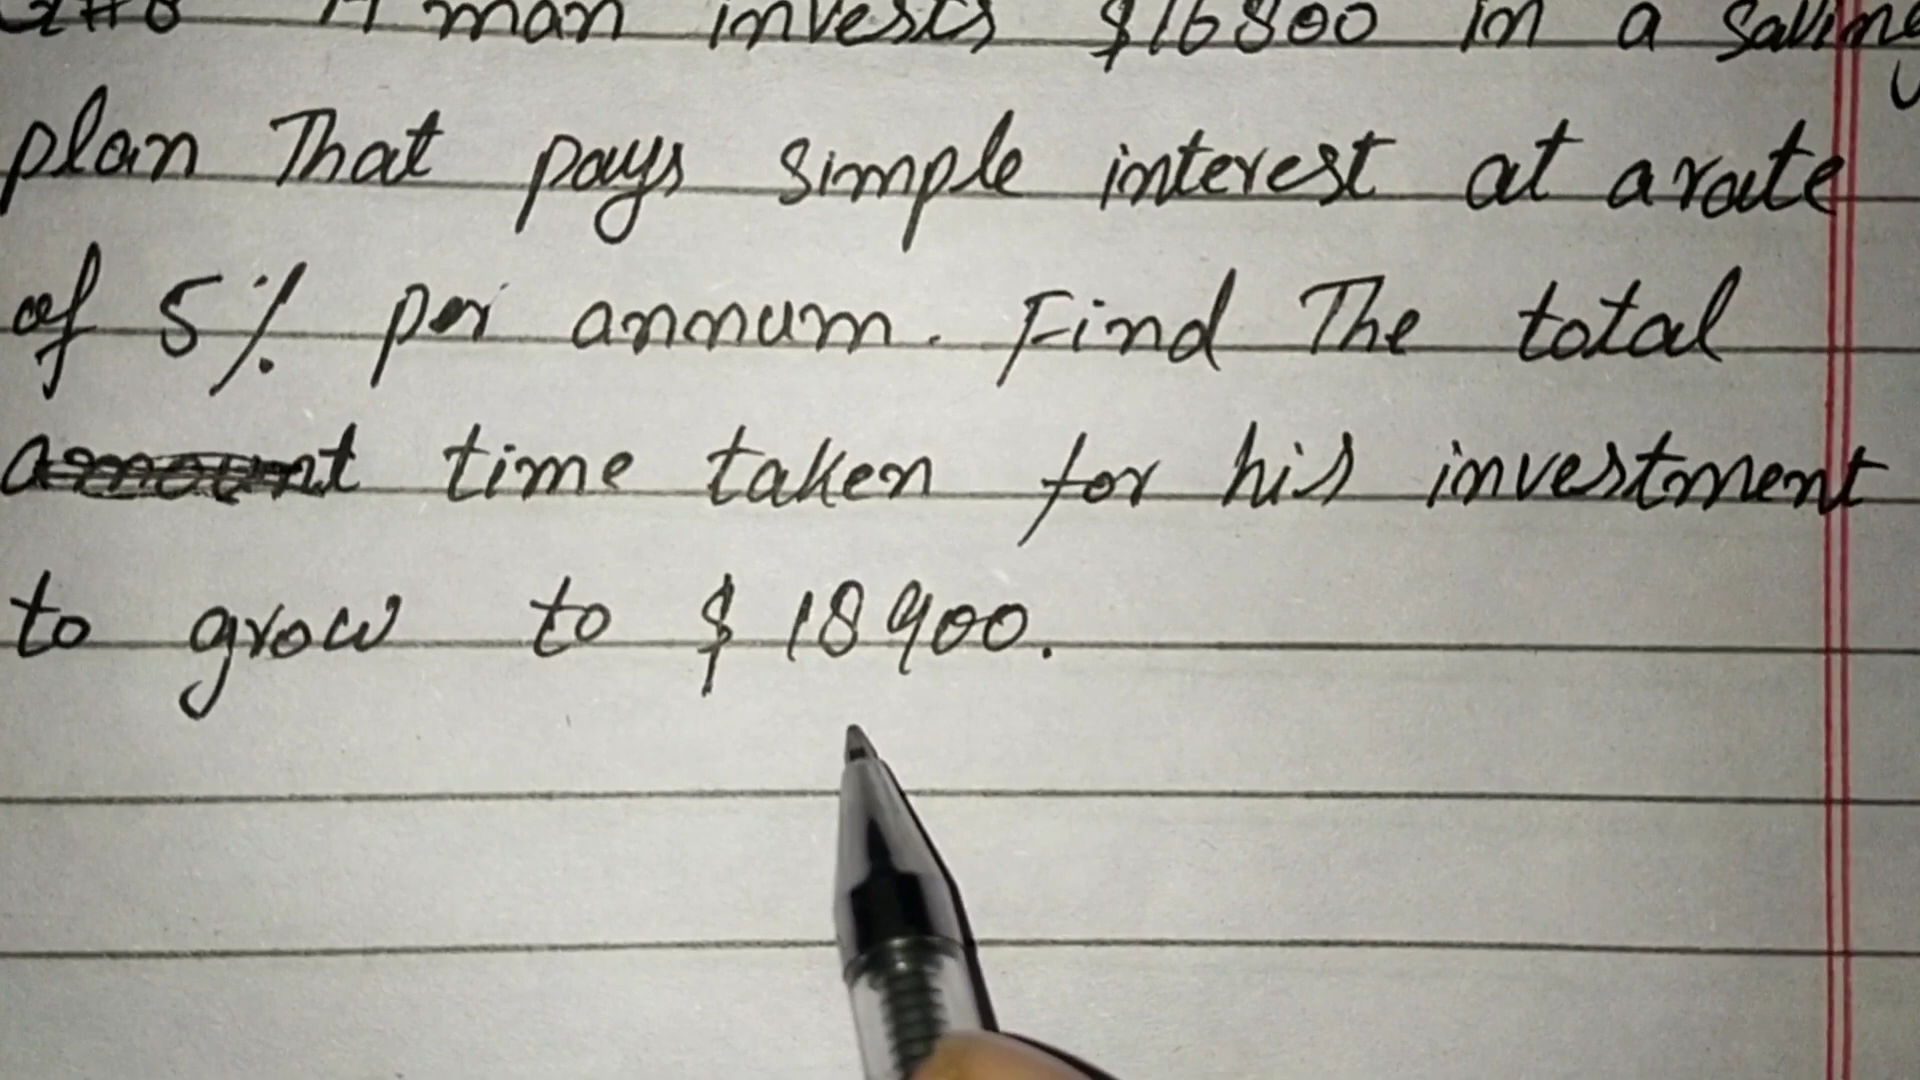 Q#8 A man invests $16800 in a saving
plan That pays simple interest at a rate
of 5% per annum. Find The total
time taken for his investment
to grow to $18900.